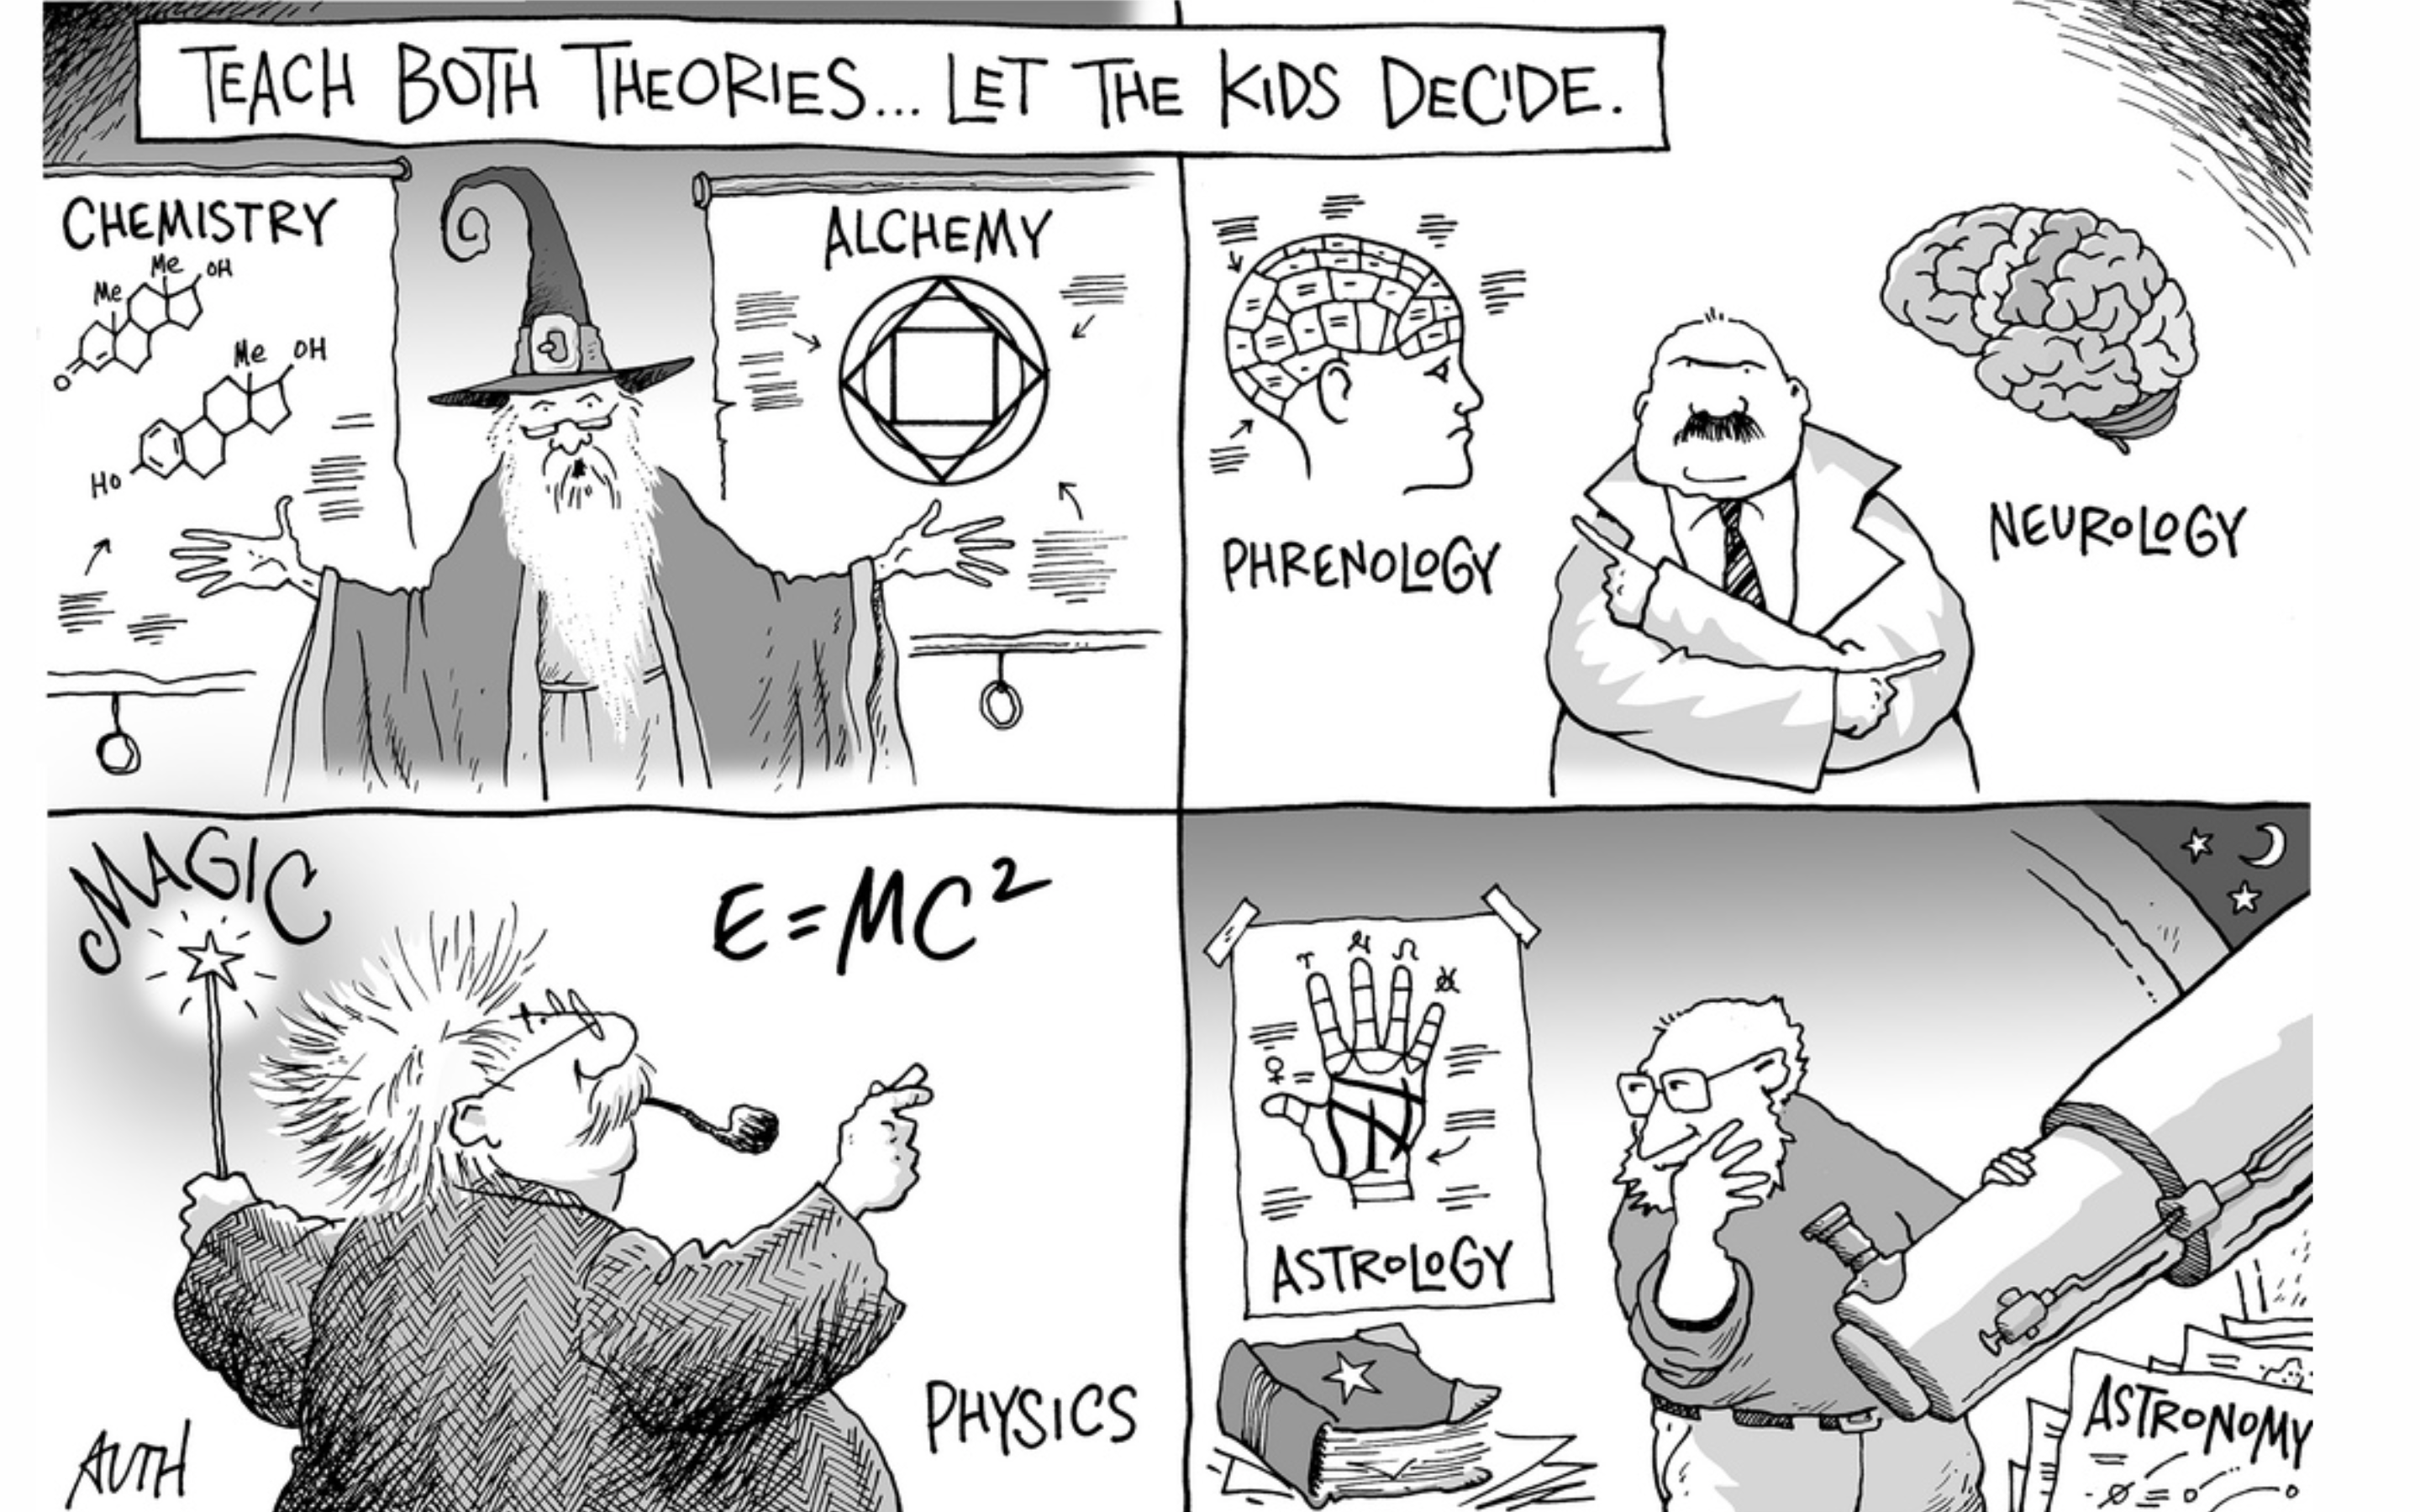 TEACH BOTH THEORIES... LET THE KIDS DECIDE.
CHEMISTRY
Me
Me
OH
O
Me
OH
HO
ALCHEMY
PHRENOLOGY
NEUROLOGY
MAGIC
E=MC²
PHYSICS
AUTH
♈
♌
♀
ASTROLOGY
ASTRONOMY